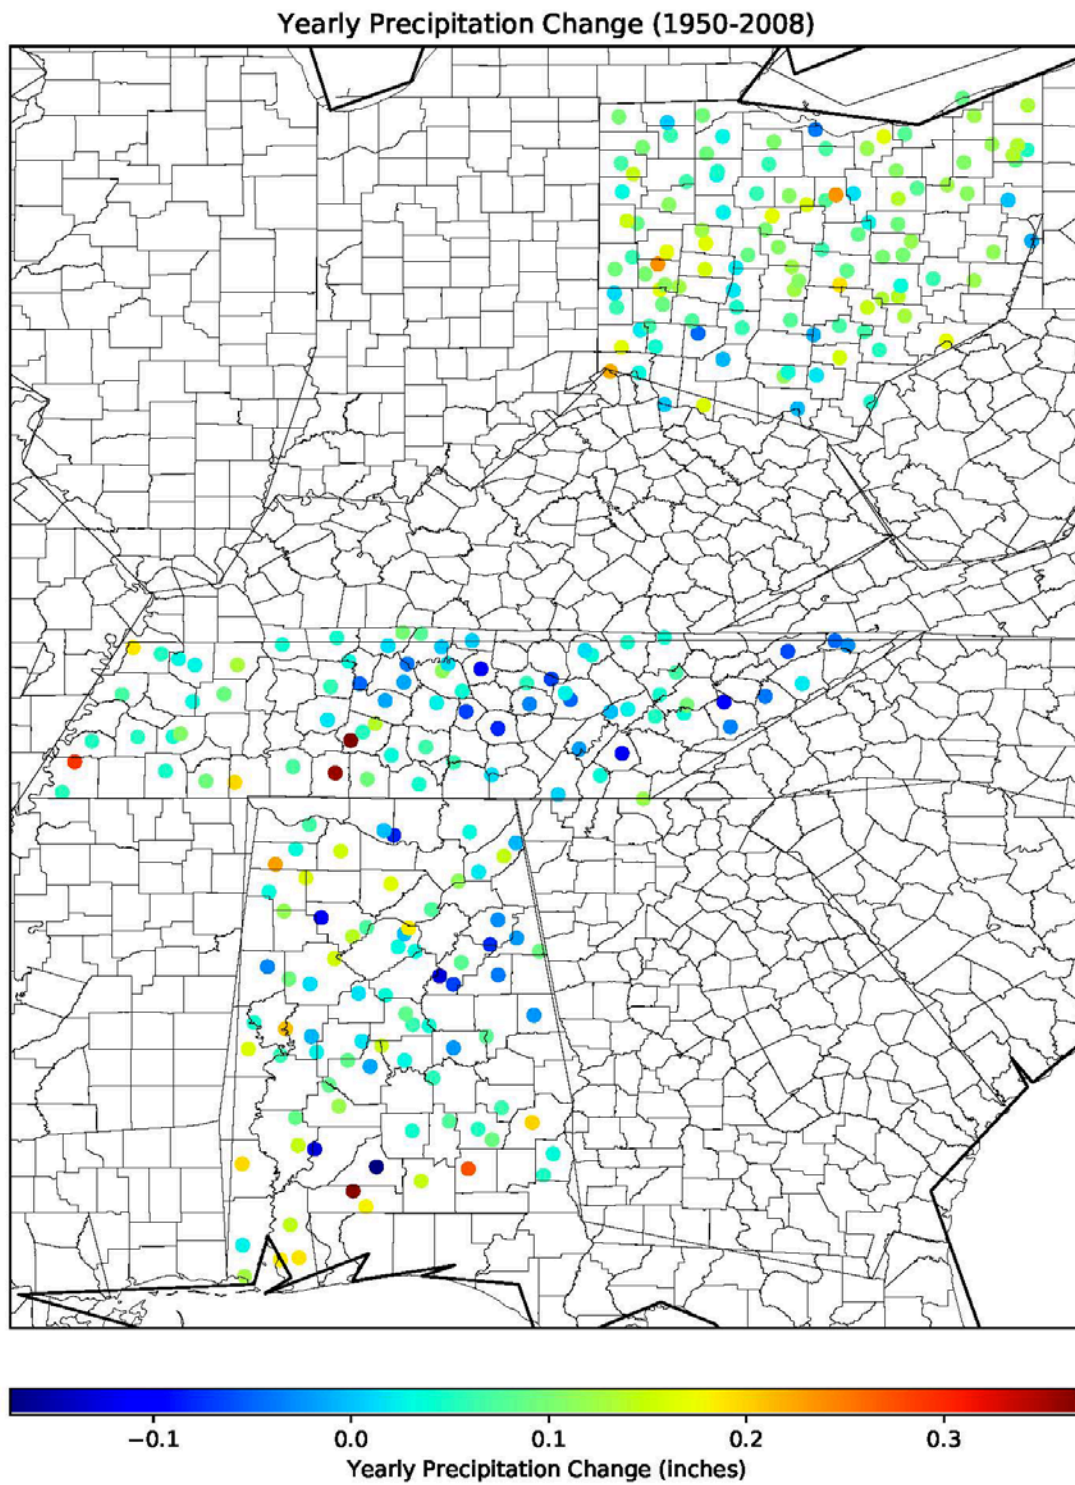 Yearly Precipitation Change (1950-2008)
−0.1 0.0 0.1 0.2 0.3
Yearly Precipitation Change (inches)